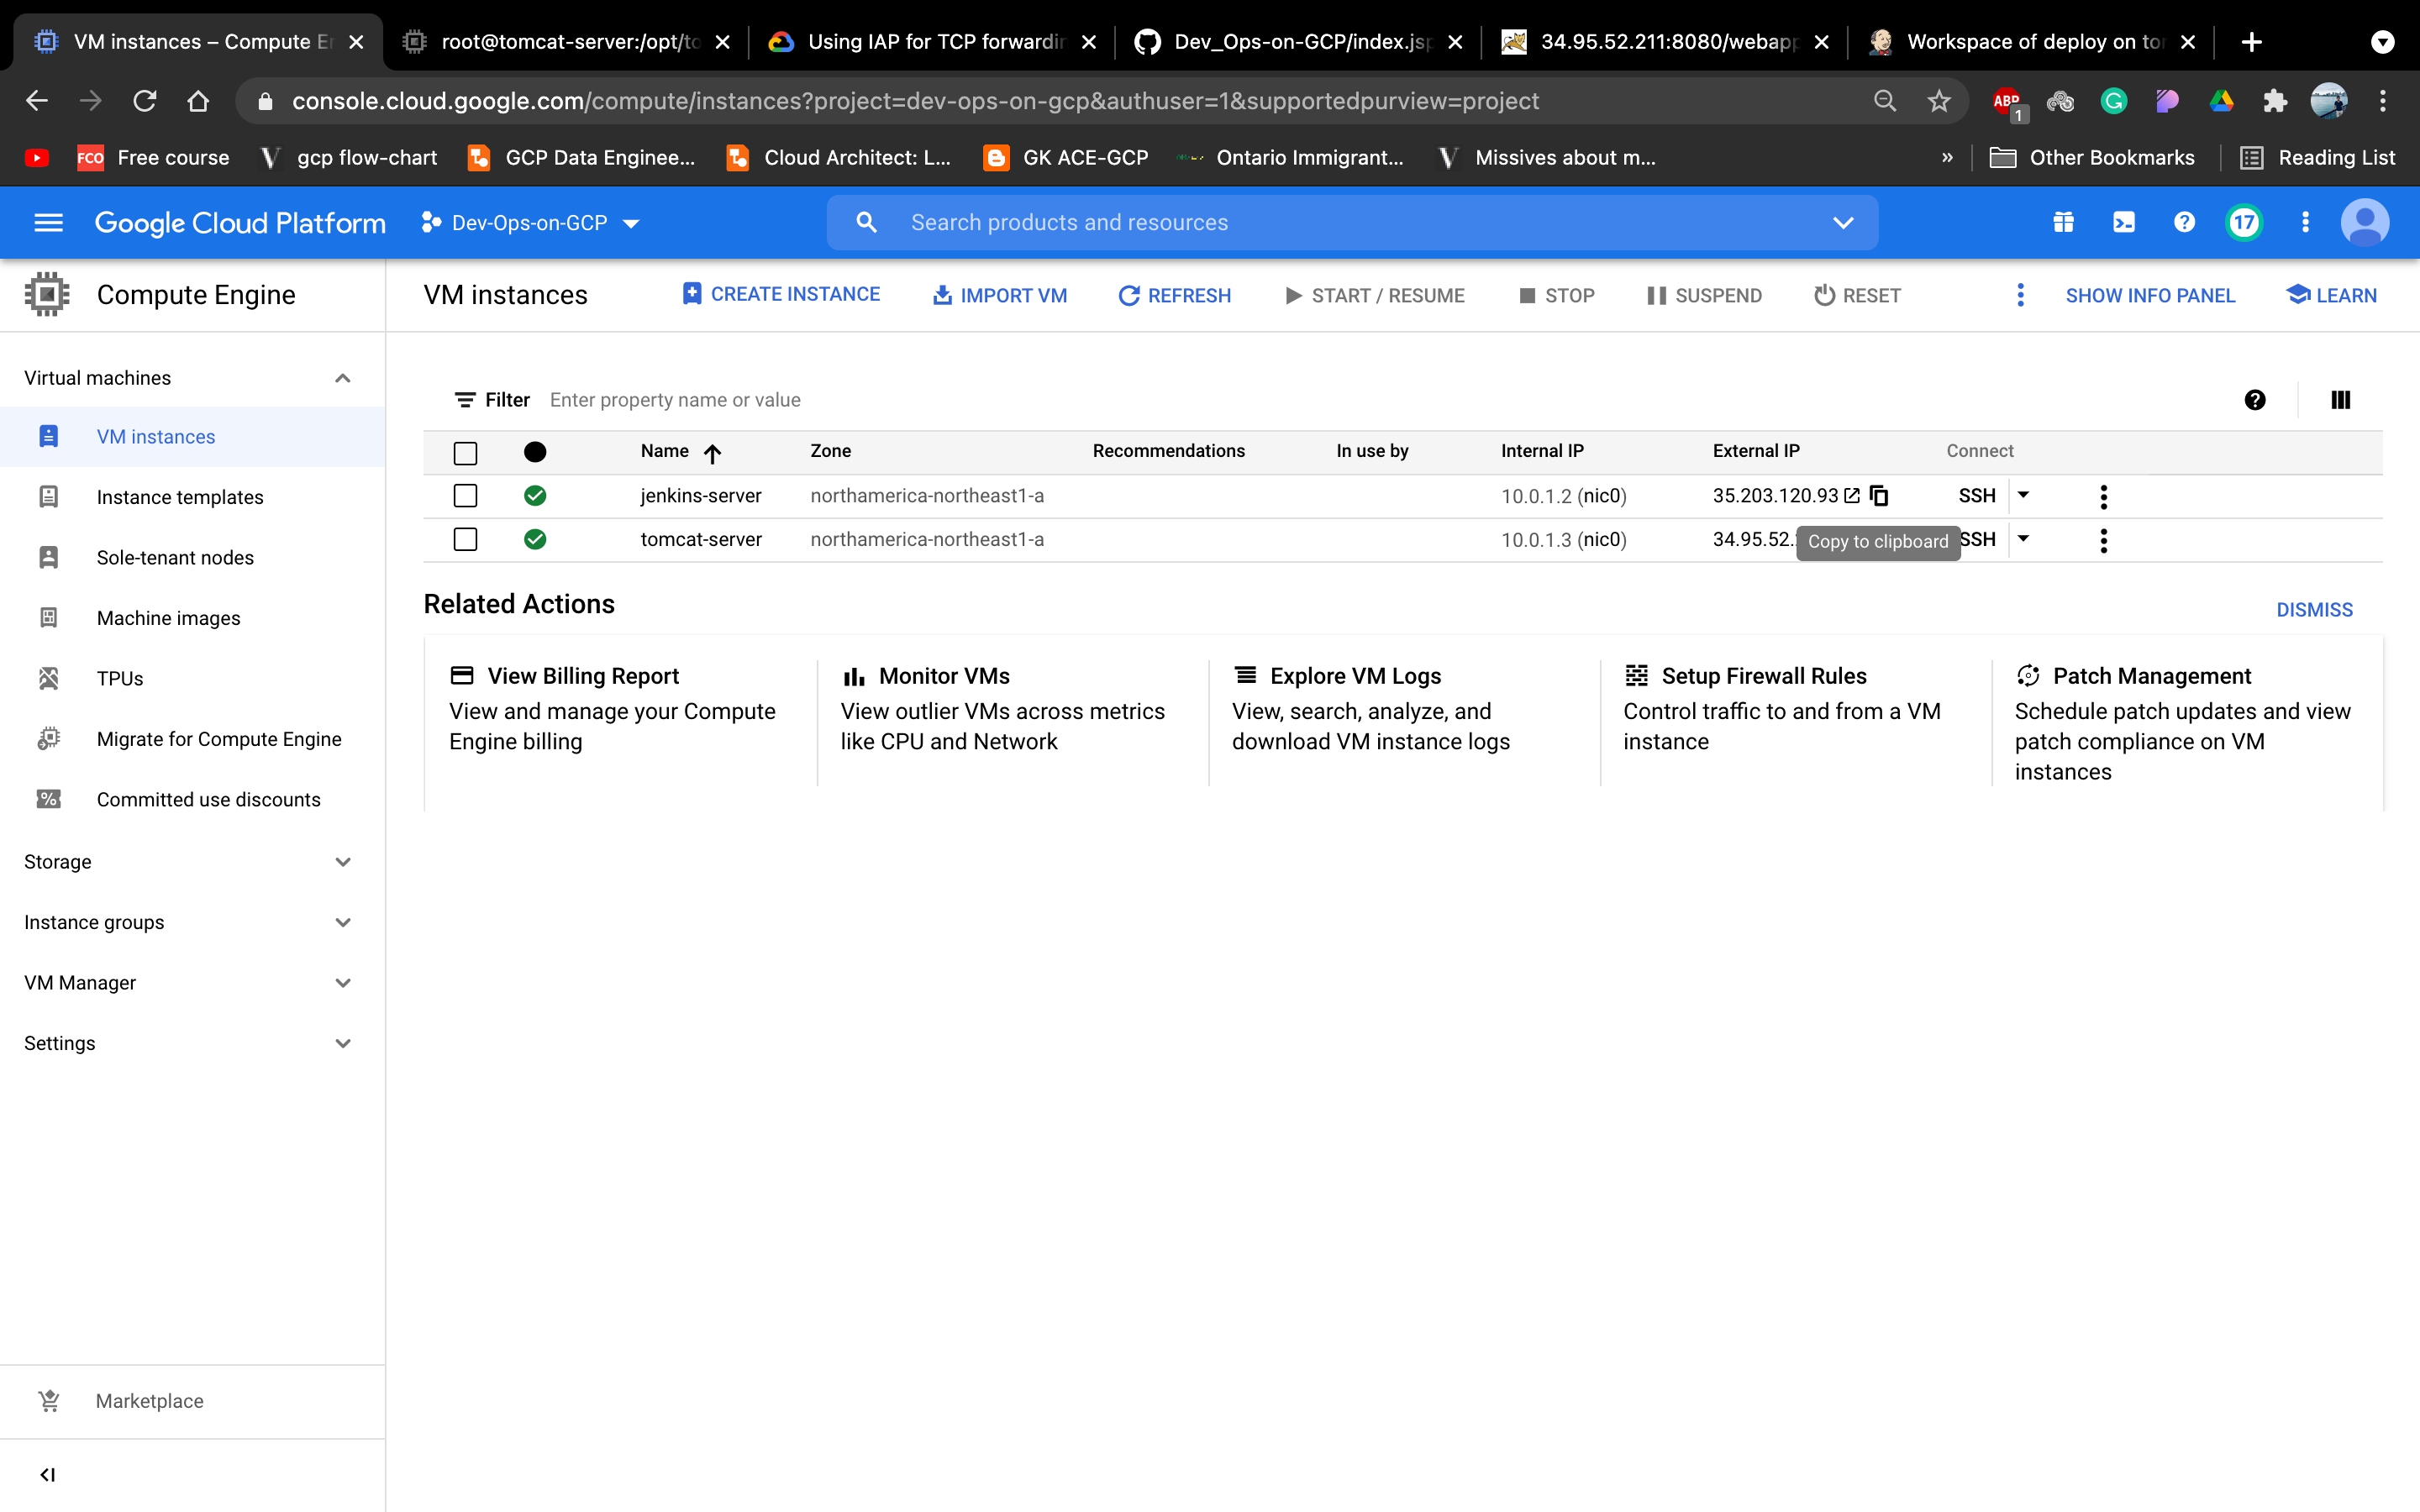 VM instances – Compute E
root@tomcat-server:/opt/to
Using IAP for TCP forwardin
Dev_Ops-on-GCP/index.jsp
34.95.52.211:8080/webapp
Workspace of deploy on to
console.cloud.google.com/compute/instances?project=dev-ops-on-gcp&authuser=1&supportedpurview=project
ABP
1
FCO Free course
V gcp flow-chart
GCP Data Enginee...
Cloud Architect: L...
GK ACE-GCP
Ontario Immigrant...
V Missives about m...
»
Other Bookmarks
Reading List
Google Cloud Platform
Dev-Ops-on-GCP
Search products and resources
17
Compute Engine
VM instances
CREATE INSTANCE
IMPORT VM
REFRESH
START / RESUME
STOP
SUSPEND
RESET
SHOW INFO PANEL
LEARN
Virtual machines
VM instances
Instance templates
Sole-tenant nodes
Machine images
TPUs
Migrate for Compute Engine
Committed use discounts
Storage
Instance groups
VM Manager
Settings
Marketplace
Filter Enter property name or value
Name Zone Recommendations In use by Internal IP External IP Connect
jenkins-server northamerica-northeast1-a 10.0.1.2 (nic0) 35.203.120.93 SSH
tomcat-server northamerica-northeast1-a 10.0.1.3 (nic0) 34.95.52. SSH
Copy to clipboard
Related Actions
DISMISS
View Billing Report
View and manage your Compute
Engine billing
Monitor VMs
View outlier VMs across metrics
like CPU and Network
Explore VM Logs
View, search, analyze, and
download VM instance logs
Setup Firewall Rules
Control traffic to and from a VM
instance
Patch Management
Schedule patch updates and view
patch compliance on VM
instances